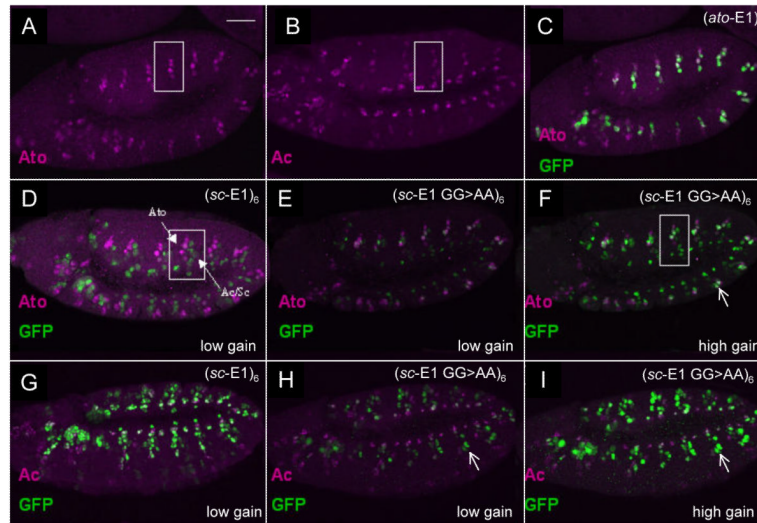 A
Ato
B
Ac
C
(ato-E1)
Ato
GFP
D
(sc-E1)₆
Ato
Ac/Sc
Ato
GFP
low gain
E
(sc-E1 GG>AA)₆
Ato
GFP
low gain
F
(sc-E1 GG>AA)₆
Ato
GFP
high gain
G
(sc-E1)₆
Ac
GFP
low gain
H
(sc-E1 GG>AA)₆
Ac
GFP
low gain
I
(sc-E1 GG>AA)₆
Ac
GFP
high gain